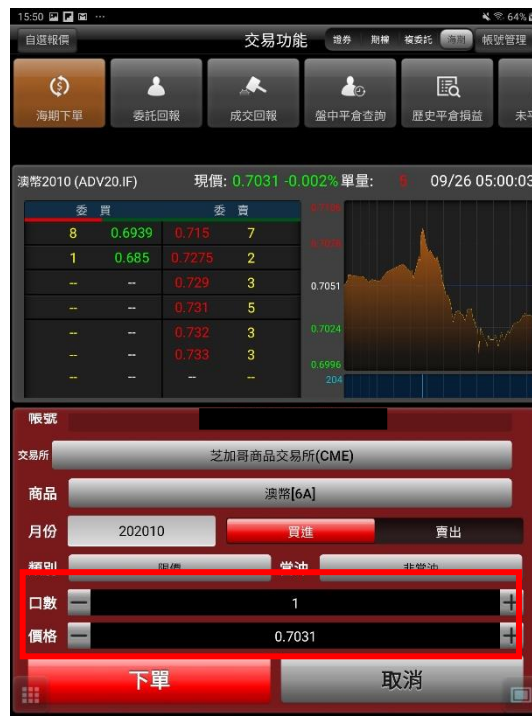 15:50 ... 64%
自選報價 交易功能 證券 期權 複委託 海期 帳號管理
海期下單 委託回報 成交回報 盤中平倉查詢 歷史平倉損益 未平
澳幣2010 (ADV20.IF) 現價: 0.7031 -0.002% 單量: 6 09/26 05:00:03
委 買 委 賣
8 0.6939 0.715 7
1 0.685 0.7275 2
-- -- 0.729 3
-- -- 0.731 5
-- -- 0.732 3
-- -- 0.733 3
-- -- -- --
0.7051
0.7024
0.6996
204
帳號
交易所 芝加哥商品交易所(CME)
商品 澳幣[6A]
月份 202010 買進 賣出
類別 限價 當沖 非當沖
口數 1
價格 0.7031
下單 取消